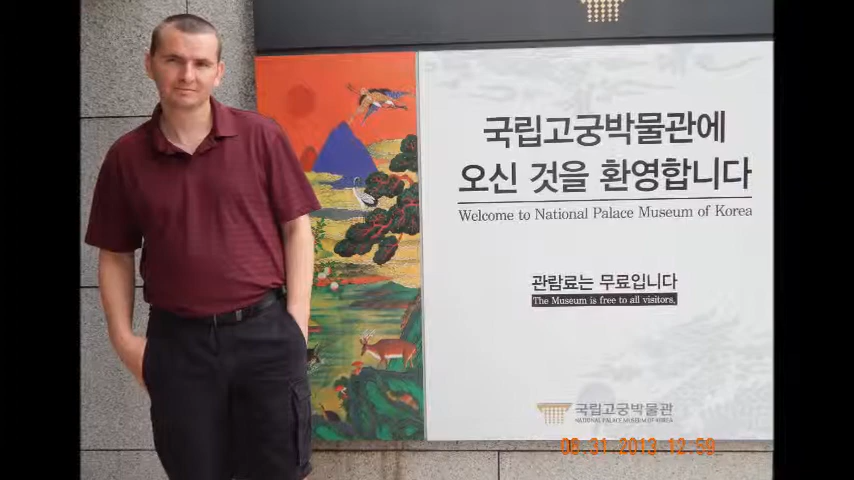 국립고궁박물관에
오신 것을 환영합니다
Welcome to National Palace Museum of Korea
관람료는 무료입니다
The Museum is free to all visitors.
국립고궁박물관
NATIONAL PALACE MUSEUM OF KOREA
08.31.2013 12:59